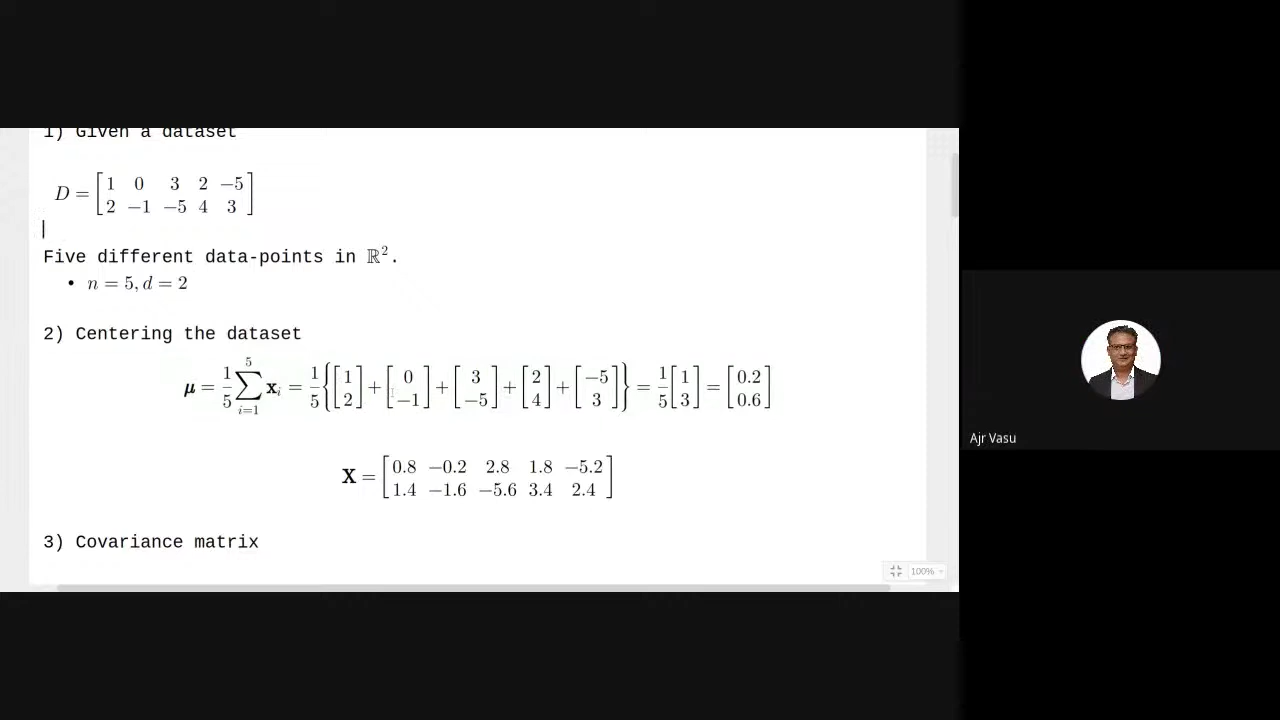 1) Given a dataset
D = [1 0 3 2 −5
2 −1 −5 4 3]
Five different data-points in ℝ².
• n = 5, d = 2
2) Centering the dataset
μ = 1/5 ∑_{i=1}^{5} x_i = 1/5 { [1 2] + [0 −1] + [3 −5] + [2 4] + [−5 3] } = 1/5 [1 3] = [0.2 0.6]
X = [0.8 −0.2 2.8 1.8 −5.2
1.4 −1.6 −5.6 3.4 2.4]
3) Covariance matrix
100%
Ajr Vasu